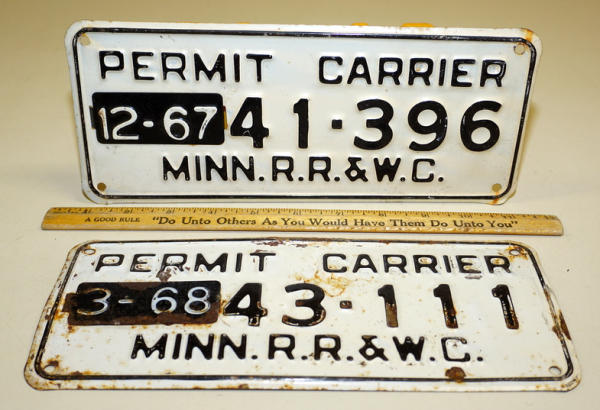 PERMIT CARRIER
12-67 41·396
MINN.R.R.&W.C.
A GOOD RULE "Do Unto Others As You Would Have Them Do Unto You"
PERMIT CARRIER
3-68 43·111
MINN.R.R.&W.C.